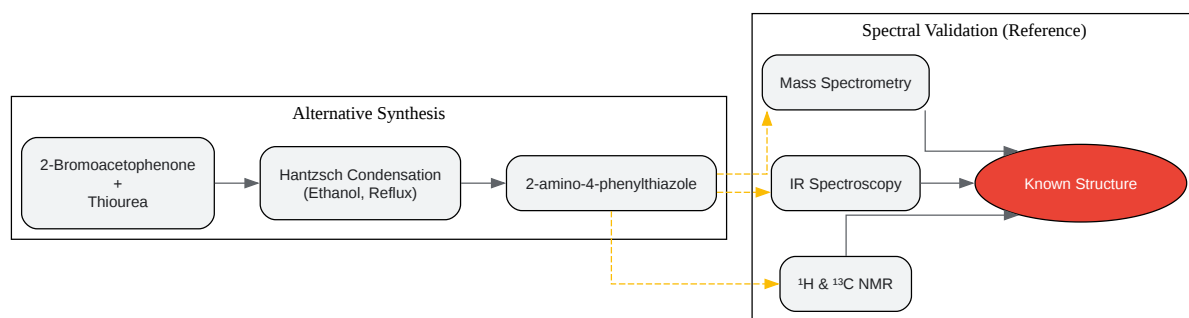 Spectral Validation (Reference)
Mass Spectrometry
Alternative Synthesis
2-Bromoacetophenone
+
Thiourea
Hantzsch Condensation
(Ethanol, Reflux)
2-amino-4-phenylthiazole
IR Spectroscopy
Known Structure
¹H & ¹³C NMR